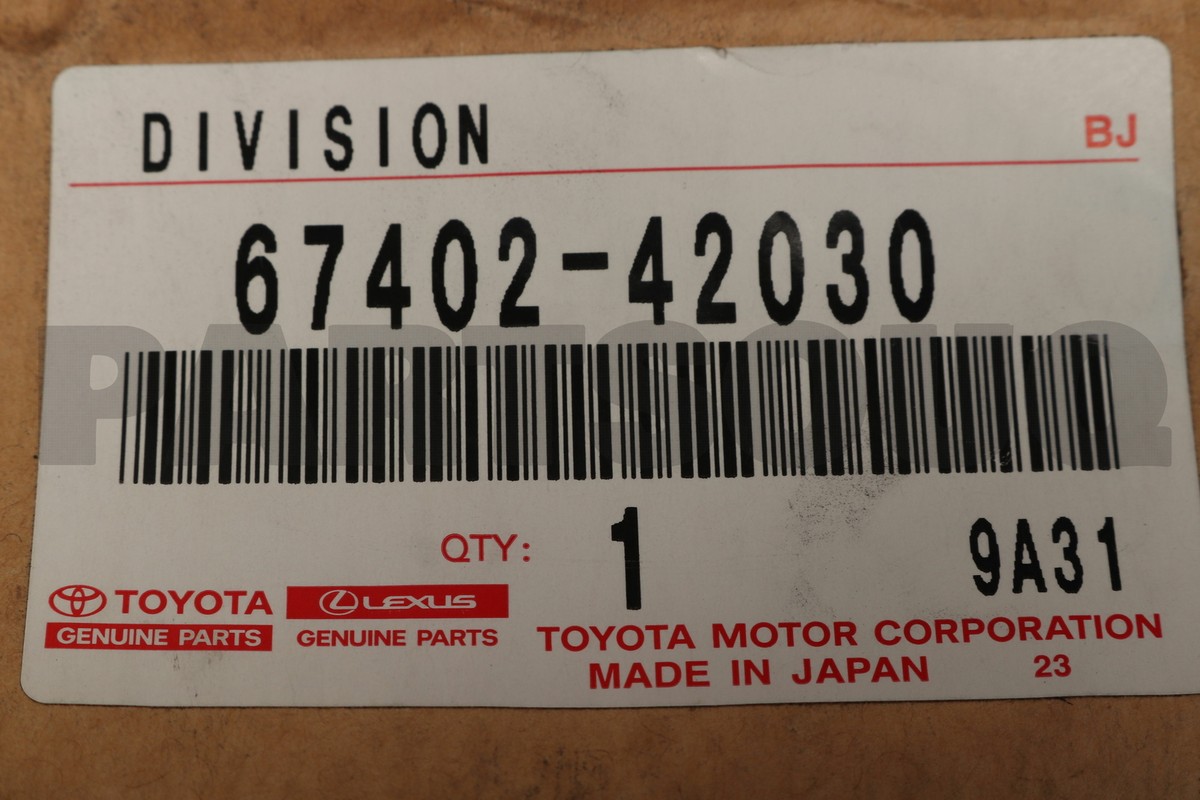 DIVISION
BJ
67402-42030
PARTSOUQ
QTY: 1 9A31
TOYOTA LEXUS
GENUINE PARTS GENUINE PARTS
TOYOTA MOTOR CORPORATION
MADE IN JAPAN 23